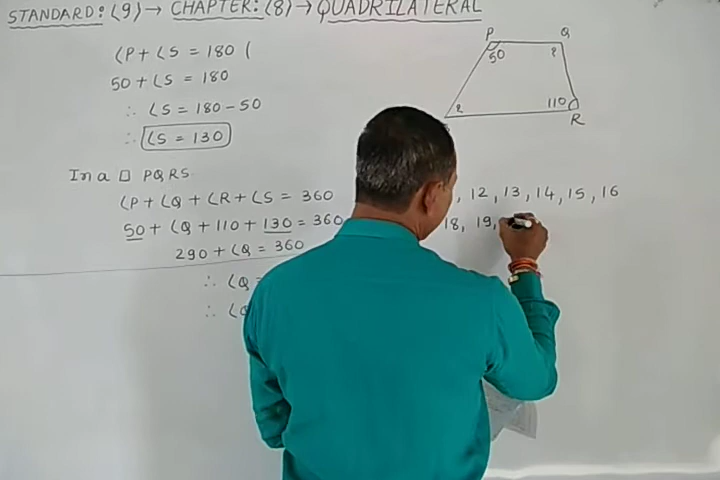 STANDARD: (9) → CHAPTER: (8) → QUADRILATERAL
∠P + ∠S = 180 (
50 + ∠S = 180
∴ ∠S = 180 - 50
∴ ∠S = 130
In a □ PQRS
∠P + ∠Q + ∠R + ∠S = 360
50 + ∠Q + 110 + 130 = 360
290 + ∠Q = 360
∴ ∠Q =
∴ ∠Q
P Q
50 ?
? 110
R
, 12, 13, 14, 15, 16
18, 19,